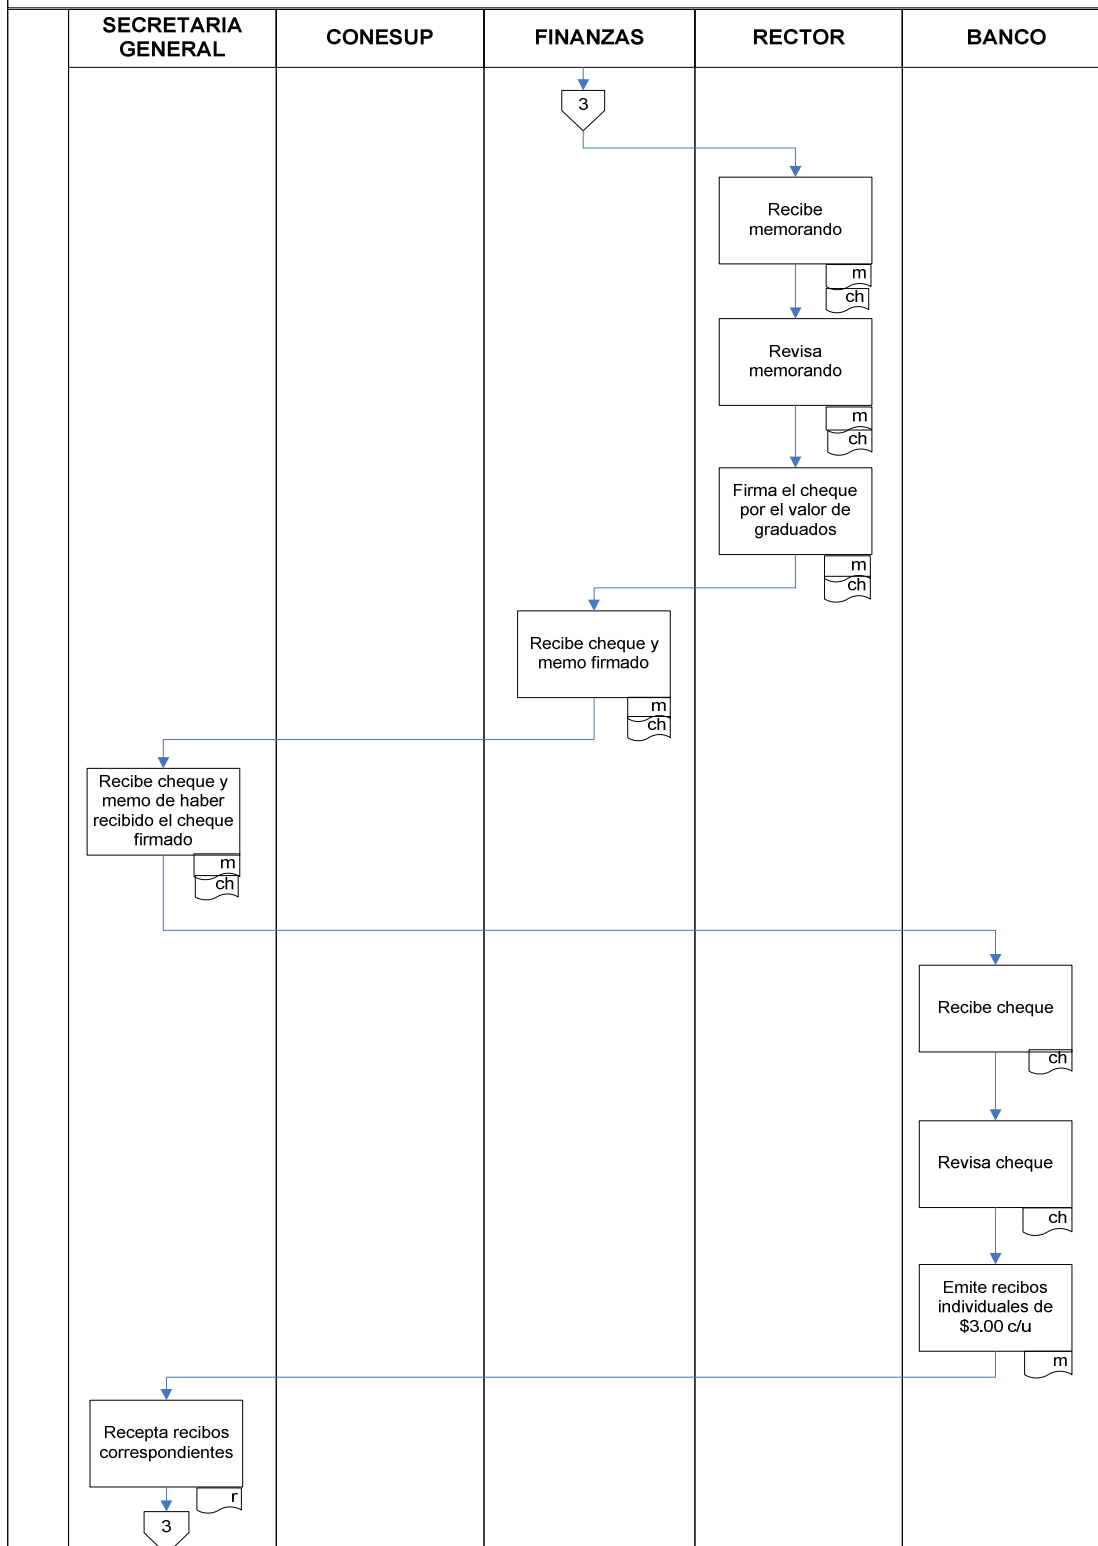 SECRETARIA
GENERAL
CONESUP
FINANZAS
RECTOR
BANCO
3
Recibe
memorando
m
ch
Revisa
memorando
m
ch
Firma el cheque
por el valor de
graduados
m
ch
Recibe cheque y
memo firmado
m
ch
Recibe cheque y
memo de haber
recibido el cheque
firmado
m
ch
Recibe cheque
ch
Revisa cheque
ch
Emite recibos
individuales de
$3.00 c/u
m
Recepta recibos
correspondientes
r
3